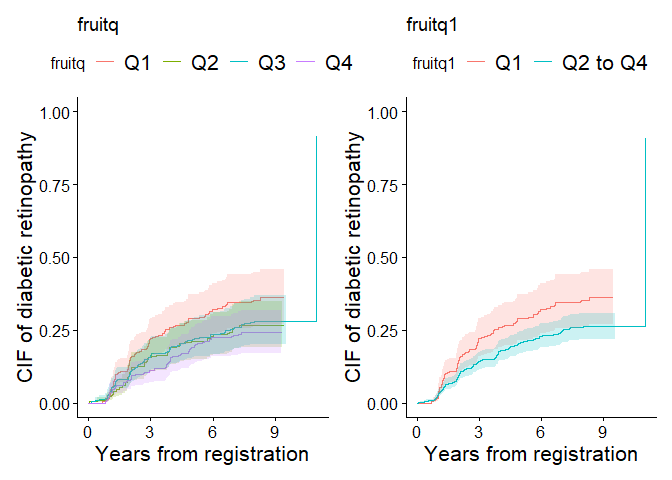 fruitq
fruitq Q1 Q2 Q3 Q4
CIF of diabetic retinopathy
1.00
0.75
0.50
0.25
0.00
0 3 6 9
Years from registration
fruitq1
fruitq1 Q1 Q2 to Q4
CIF of diabetic retinopathy
1.00
0.75
0.50
0.25
0.00
0 3 6 9
Years from registration